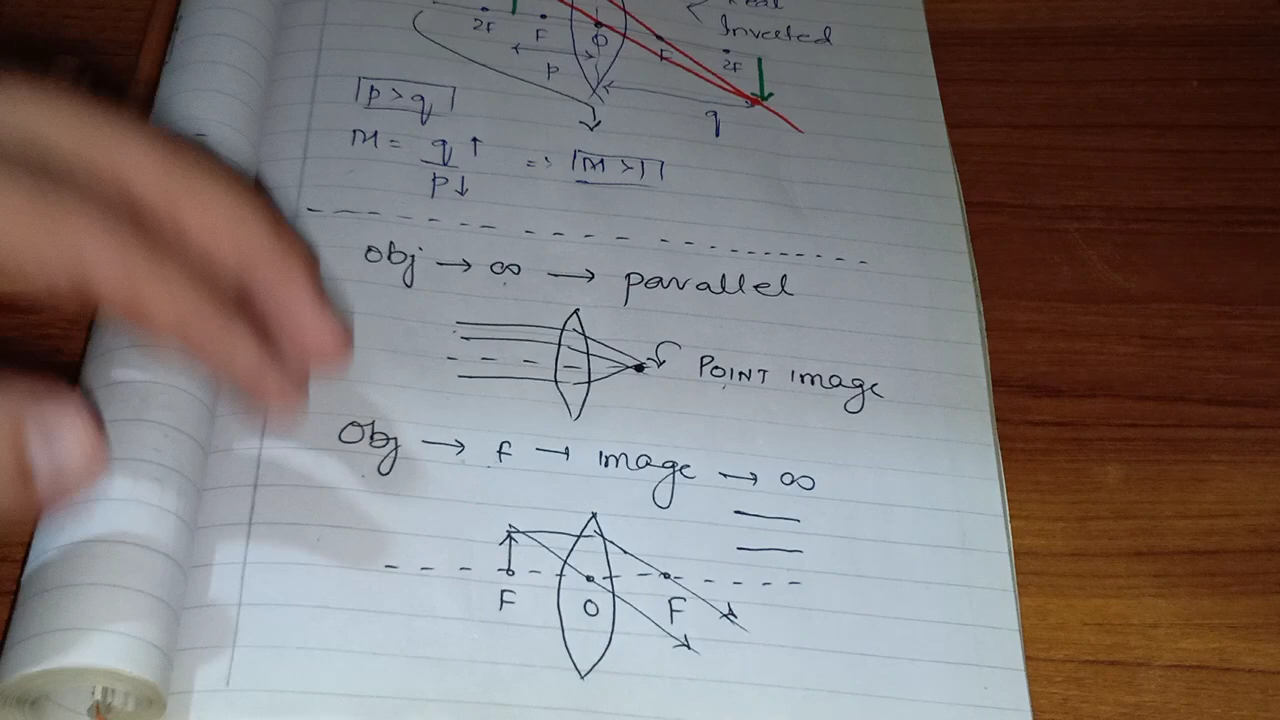 Real
Inverted
2F F O F 2F
P
q
p > q
M = q↑ / p↓ => M > 1
Obj → ∞ → parallel
POINT image
Obj → f → image → ∞
F O F